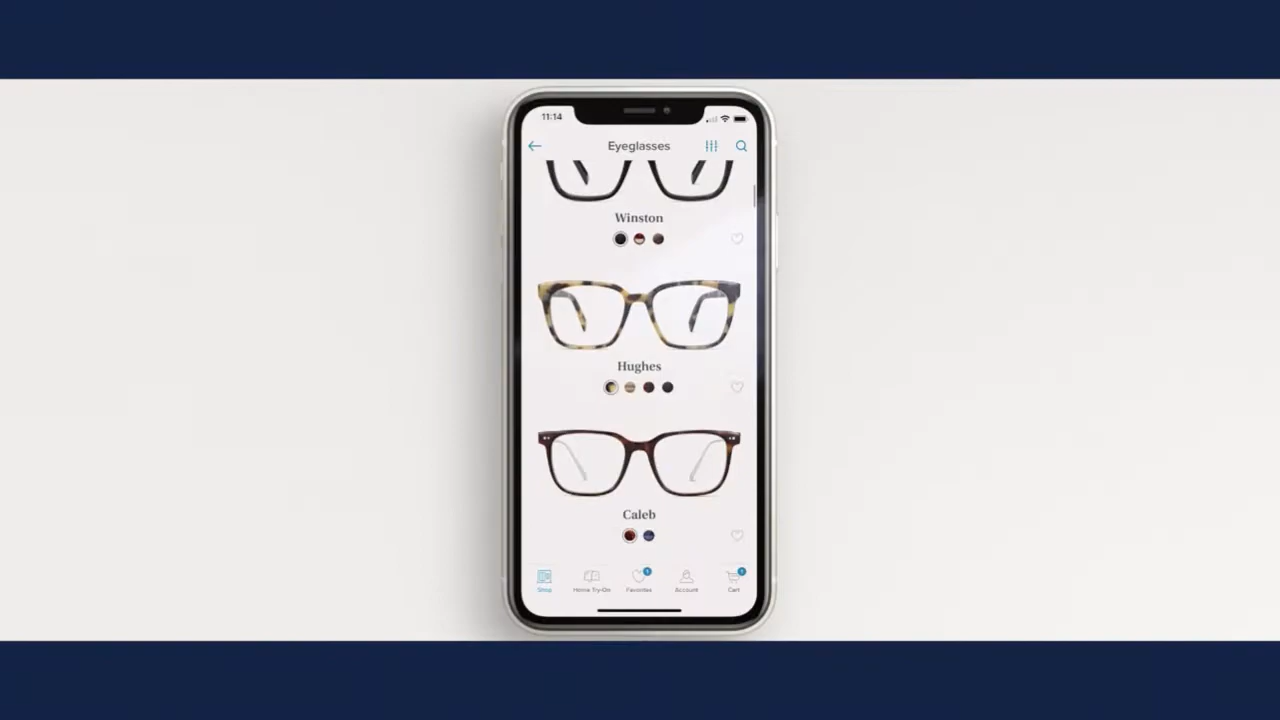 11:14
Eyeglasses
Winston
Hughes
Caleb
Shop
Home Try-On
Favorites
Account
Cart